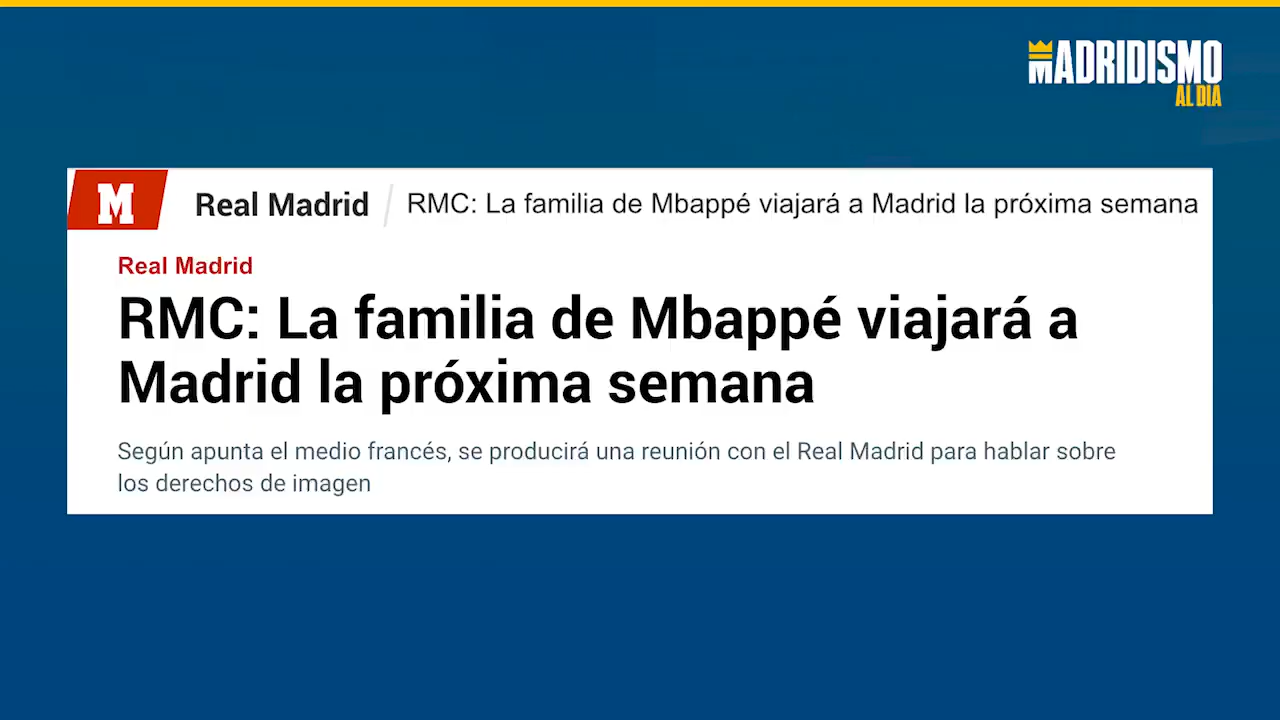 MADRIDISMO
AL DIA
M
Real Madrid
RMC: La familia de Mbappé viajará a Madrid la próxima semana
Real Madrid
RMC: La familia de Mbappé viajará a
Madrid la próxima semana
Según apunta el medio francés, se producirá una reunión con el Real Madrid para hablar sobre
los derechos de imagen